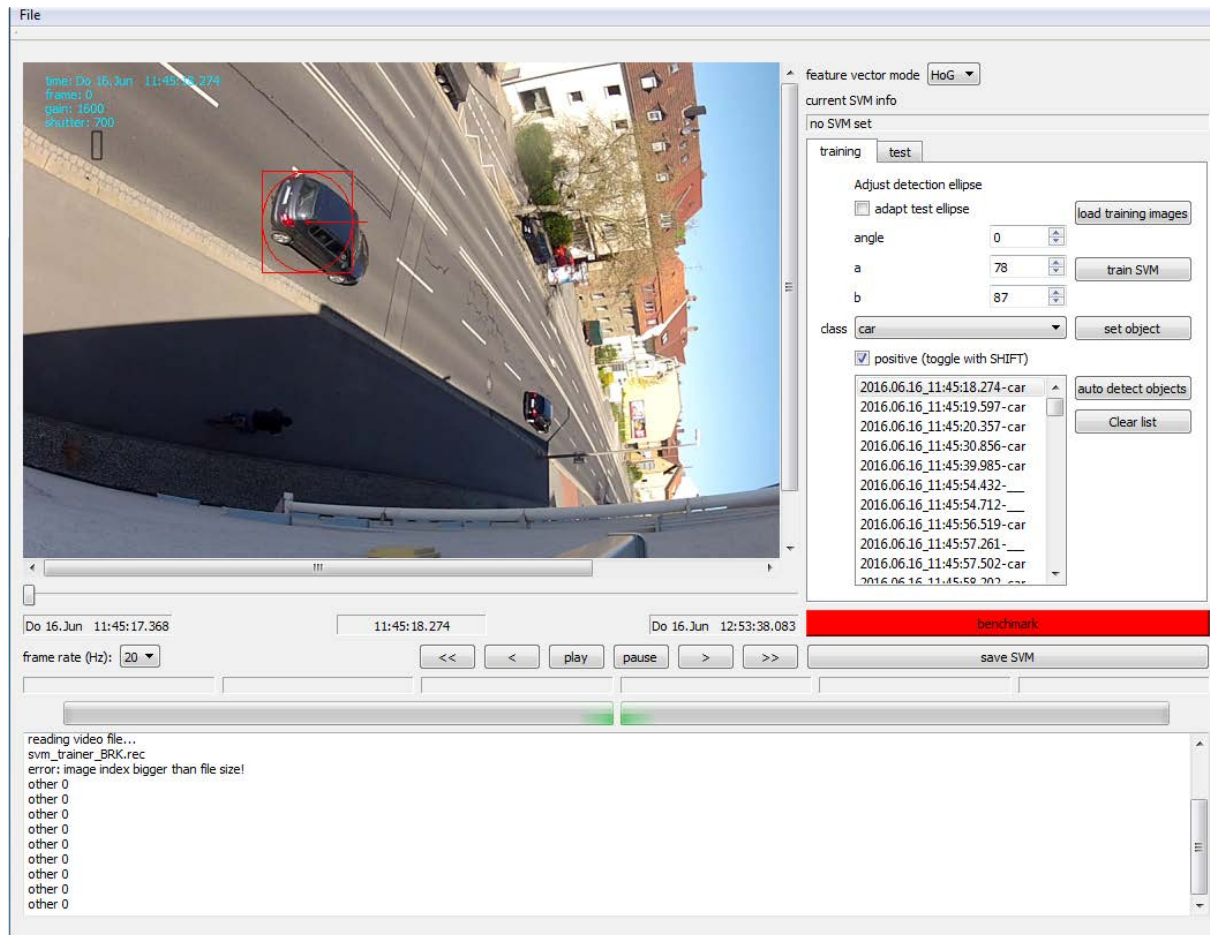 File
time: Do 16.Jun 11:45:18.274
frame: 0
gain: 1600
shutter: 700
feature vector mode HoG
current SVM info
no SVM set
training test
Adjust detection ellipse
adapt test ellipse
load training images
angle 0
a 78
train SVM
b 87
class car
set object
positive (toggle with SHIFT)
2016.06.16_11:45:18.274-car
auto detect objects
2016.06.16_11:45:19.597-car
2016.06.16_11:45:20.357-car
Clear list
2016.06.16_11:45:30.856-car
2016.06.16_11:45:39.985-car
2016.06.16_11:45:54.432-___
2016.06.16_11:45:54.712-___
2016.06.16_11:45:56.519-car
2016.06.16_11:45:57.261-___
2016.06.16_11:45:57.502-car
2016.06.16_11:45:58.202-car
Do 16.Jun 11:45:17.368
11:45:18.274
Do 16.Jun 12:53:38.083
benchmark
frame rate (Hz): 20
<< < play pause > >>
save SVM
reading video file...
svm_trainer_BRK.rec
error: image index bigger than file size!
other 0
other 0
other 0
other 0
other 0
other 0
other 0
other 0
other 0